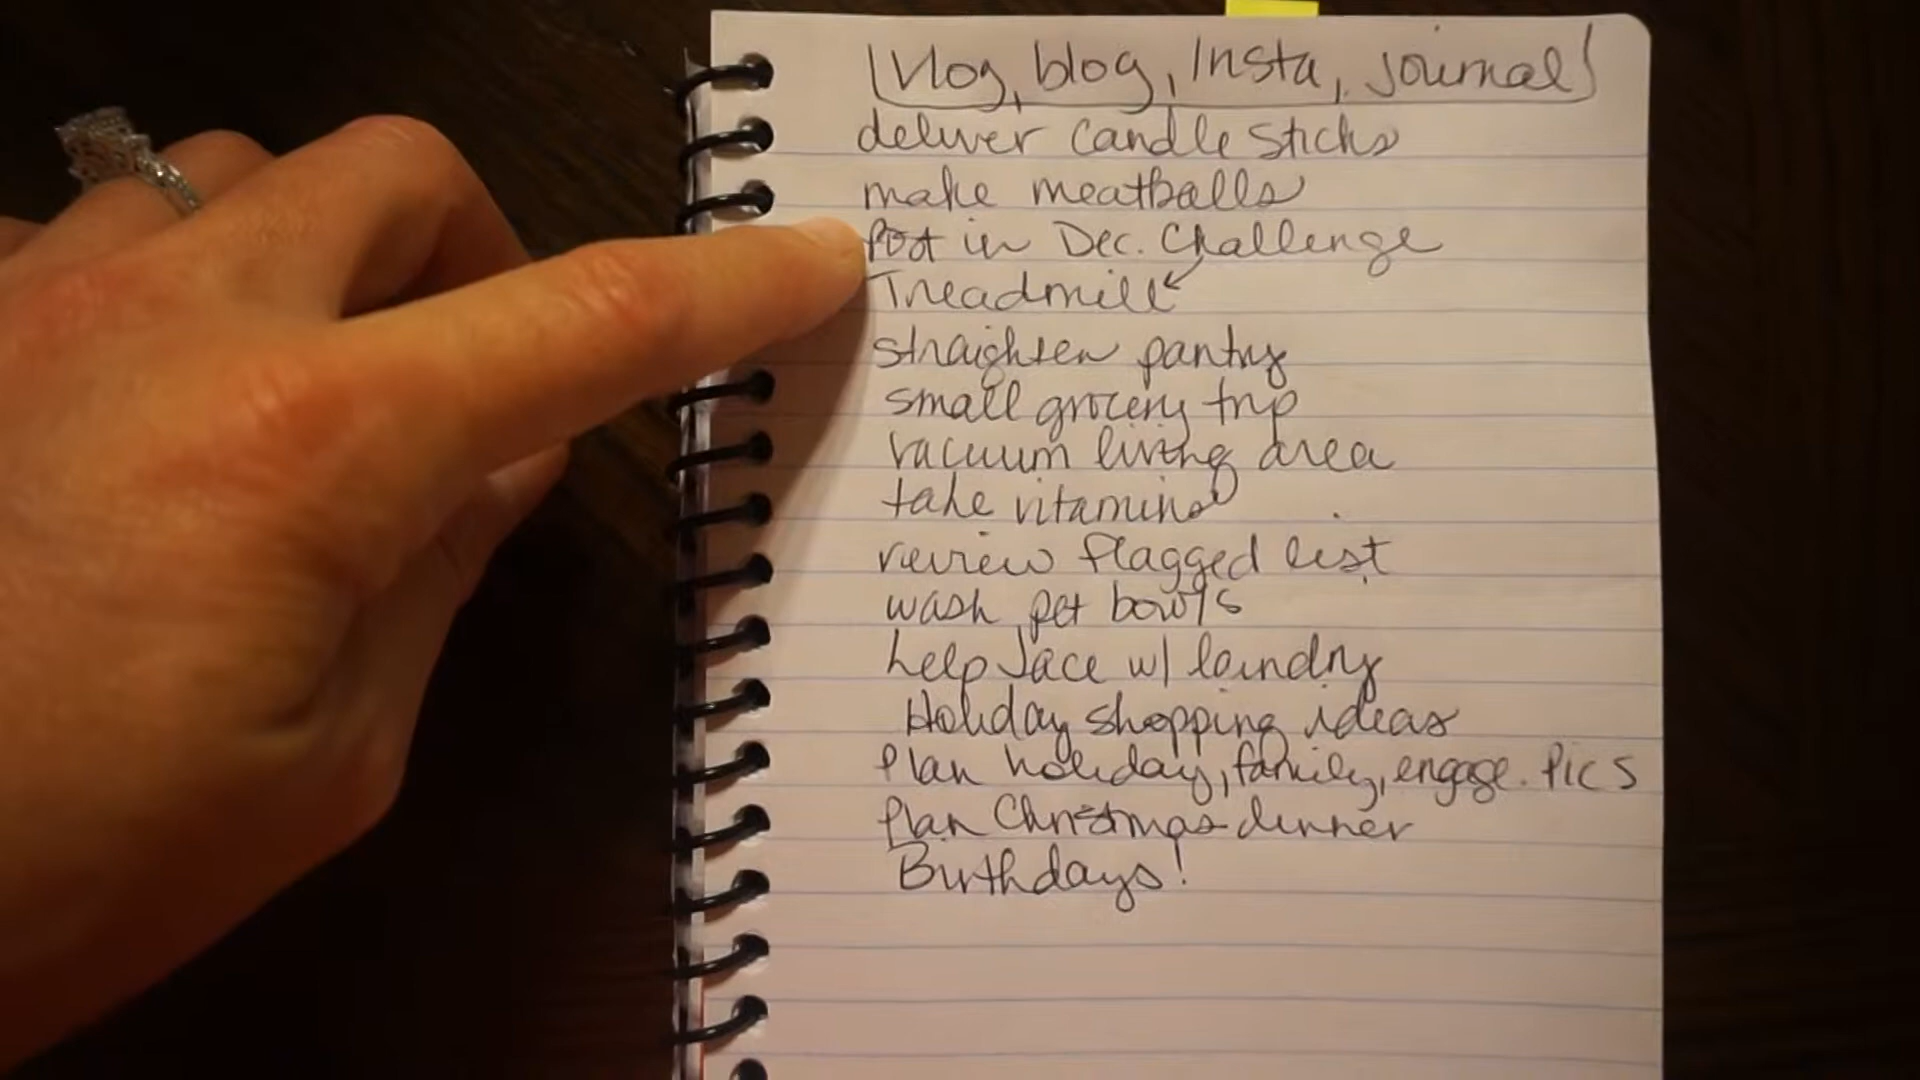 Vlog, blog, Insta, journal
deliver candle sticks
make meatballs
Post in Dec. Challenge
Treadmill
straighten pantry
small grocery trip
vacuum living area
take vitamins
review flagged list
wash pet bowls
help Jace w/ laundry
Holiday shopping ideas
Plan holiday, family, engage. Pics
Plan Christmas dinner
Birthdays!